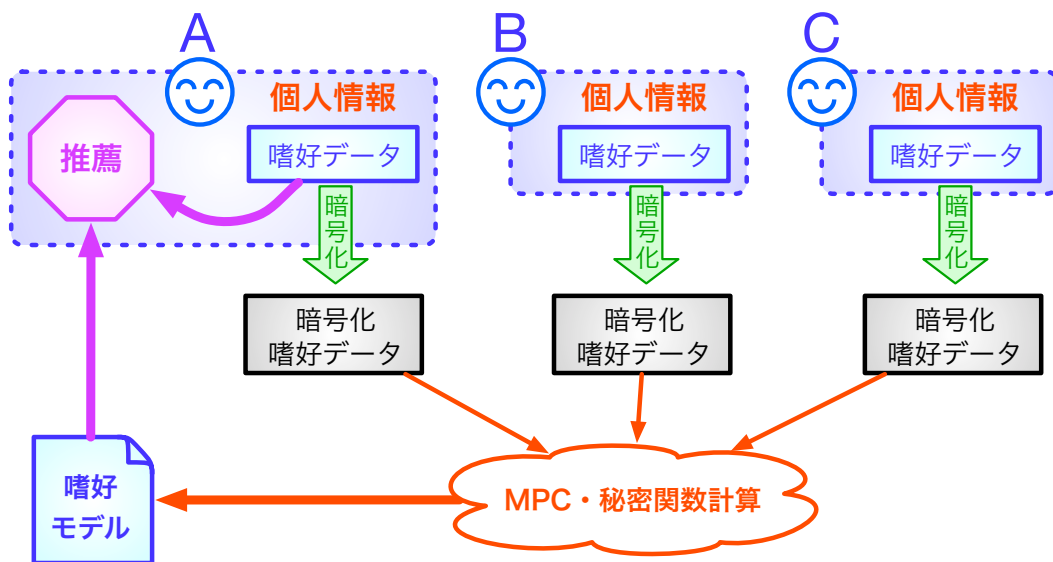 A
B
C
個人情報
個人情報
個人情報
推薦
嗜好データ
嗜好データ
嗜好データ
暗号化
暗号化
暗号化
暗号化
嗜好データ
暗号化
嗜好データ
暗号化
嗜好データ
嗜好
モデル
MPC・秘密関数計算